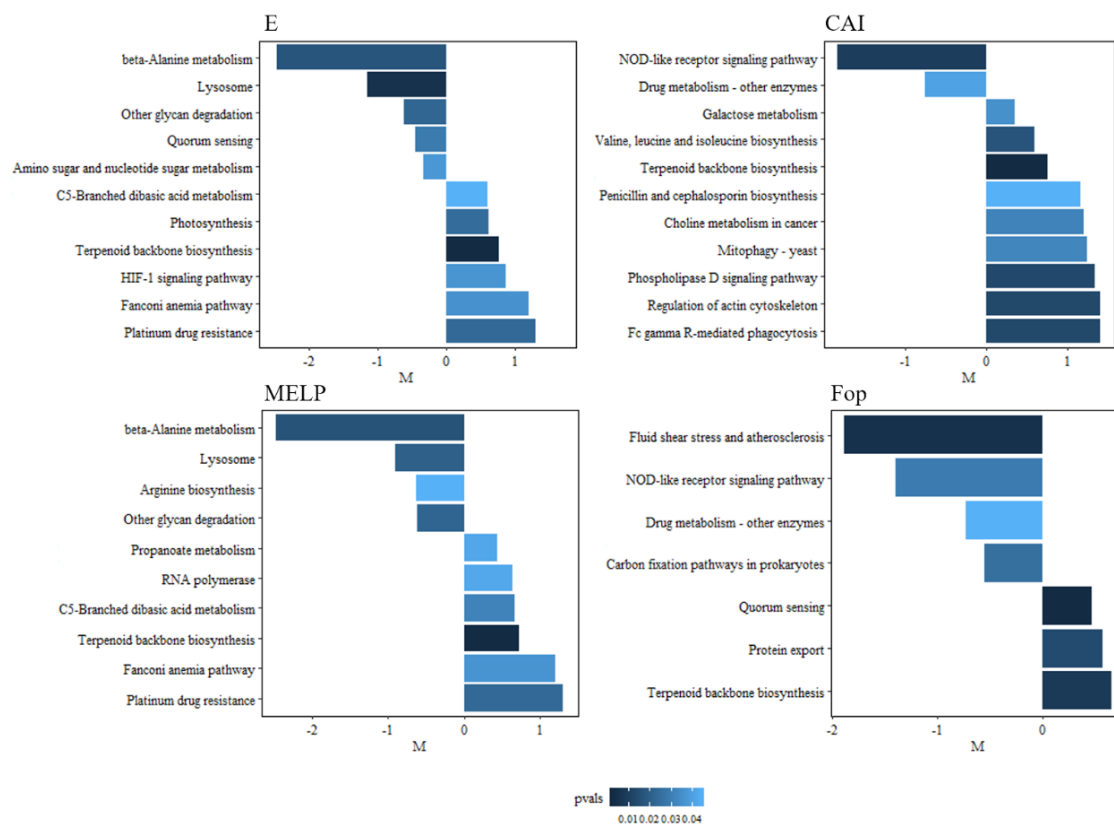 E
beta-Alanine metabolism
Lysosome
Other glycan degradation
Quorum sensing
Amino sugar and nucleotide sugar metabolism
C5-Branched dibasic acid metabolism
Photosynthesis
Terpenoid backbone biosynthesis
HIF-1 signaling pathway
Fanconi anemia pathway
Platinum drug resistance
-2 -1 0 1
M
CAI
NOD-like receptor signaling pathway
Drug metabolism - other enzymes
Galactose metabolism
Valine, leucine and isoleucine biosynthesis
Terpenoid backbone biosynthesis
Penicillin and cephalosporin biosynthesis
Choline metabolism in cancer
Mitophagy - yeast
Phospholipase D signaling pathway
Regulation of actin cytoskeleton
Fc gamma R-mediated phagocytosis
-1 0 1
M
MELP
beta-Alanine metabolism
Lysosome
Arginine biosynthesis
Other glycan degradation
Propanoate metabolism
RNA polymerase
C5-Branched dibasic acid metabolism
Terpenoid backbone biosynthesis
Fanconi anemia pathway
Platinum drug resistance
-2 -1 0 1
M
Fop
Fluid shear stress and atherosclerosis
NOD-like receptor signaling pathway
Drug metabolism - other enzymes
Carbon fixation pathways in prokaryotes
Quorum sensing
Protein export
Terpenoid backbone biosynthesis
-2 -1 0
M
pvals
0.01 0.02 0.03 0.04